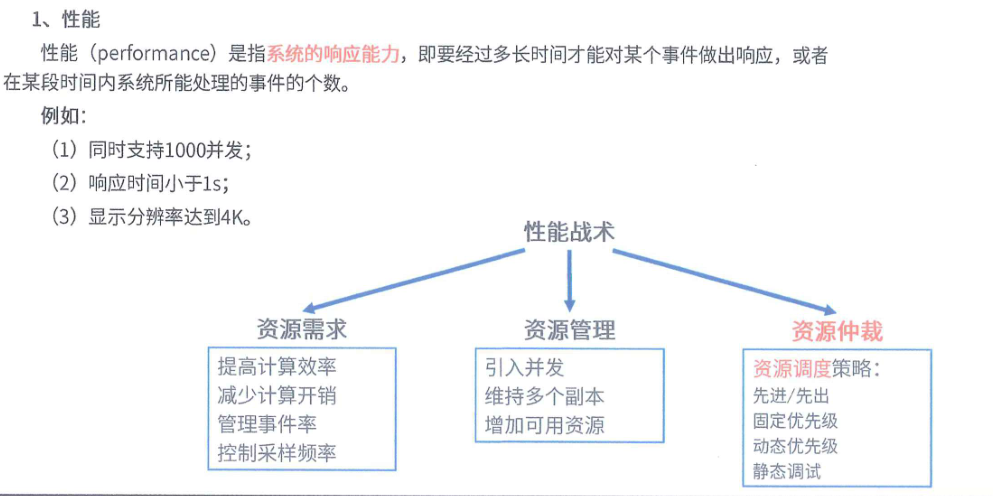 1、性能
性能（performance）是指系统的响应能力，即要经过多长时间才能对某个事件做出响应，或者
在某段时间内系统所能处理的事件的个数。
例如：
（1）同时支持1000并发；
（2）响应时间小于1s；
（3）显示分辨率达到4K。
性能战术
资源需求
提高计算效率
减少计算开销
管理事件率
控制采样频率
资源管理
引入并发
维持多个副本
增加可用资源
资源仲裁
资源调度策略：
先进/先出
固定优先级
动态优先级
静态调试